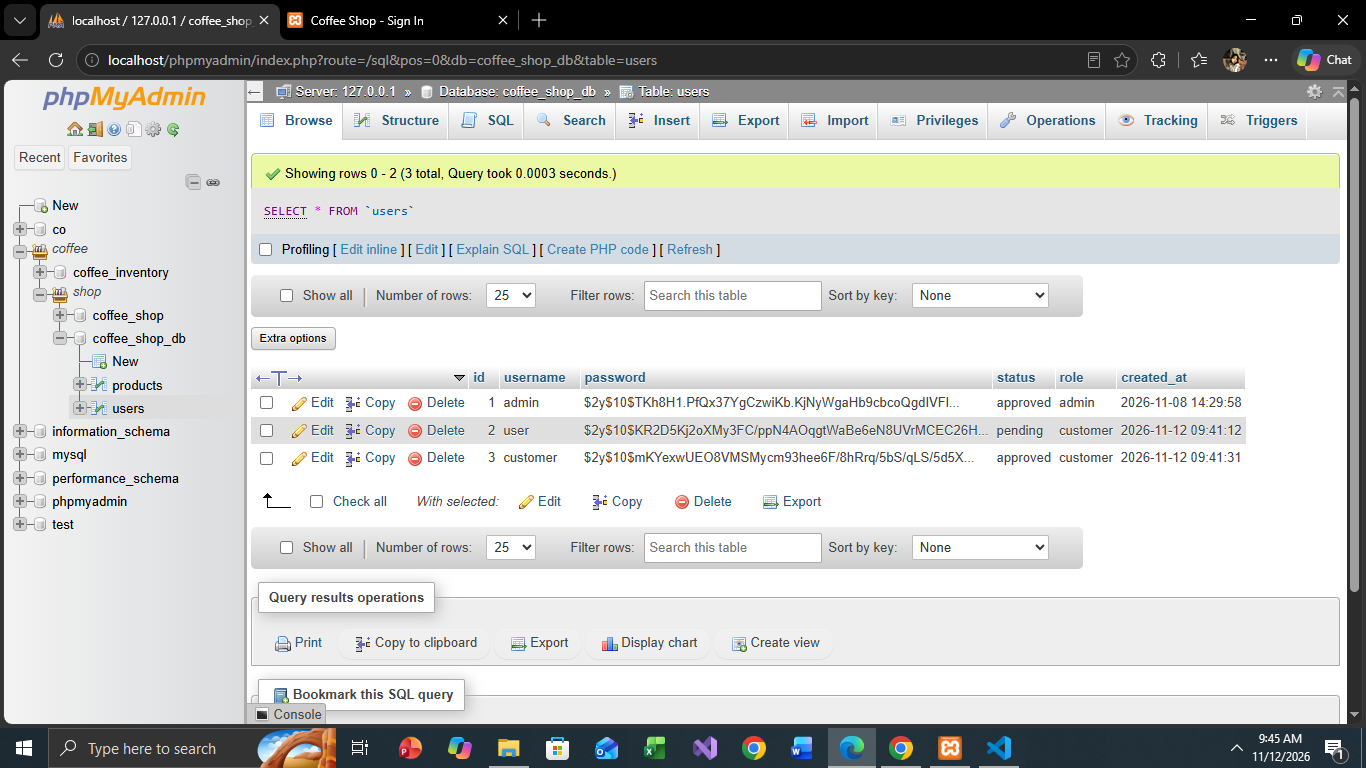 localhost / 127.0.0.1 / coffee_shop
Coffee Shop - Sign In
localhost/phpmyadmin/index.php?route=/sql&pos=0&db=coffee_shop_db&table=users
Chat
phpMyAdmin
Recent
Favorites
New
co
coffee
coffee_inventory
shop
coffee_shop
coffee_shop_db
New
products
users
information_schema
mysql
performance_schema
phpmyadmin
test
Server: 127.0.0.1 » Database: coffee_shop_db » Table: users
Browse Structure SQL Search Insert Export Import Privileges Operations Tracking Triggers
Showing rows 0 - 2 (3 total, Query took 0.0003 seconds.)
SELECT * FROM `users`
Profiling [ Edit inline ] [ Edit ] [ Explain SQL ] [ Create PHP code ] [ Refresh ]
Show all | Number of rows: 25 Filter rows: Search this table Sort by key: None
Extra options
id username password status role created_at
Edit Copy Delete 1 admin $2y$10$TKh8H1.PfQx37YgCzwiKb.KjNyWgaHb9cbcoQgdIVFl... approved admin 2026-11-08 14:29:58
Edit Copy Delete 2 user $2y$10$KR2D5Kj2oXMy3FC/ppN4AOqgtWaBe6eN8UVrMCEC26H... pending customer 2026-11-12 09:41:12
Edit Copy Delete 3 customer $2y$10$mKYexwUEO8VMSMycm93hee6F/8hRrq/5bS/qLS/5d5X... approved customer 2026-11-12 09:41:31
Check all With selected: Edit Copy Delete Export
Show all | Number of rows: 25 Filter rows: Search this table Sort by key: None
Query results operations
Print Copy to clipboard Export Display chart Create view
Bookmark this SQL query
Console
Type here to search
9:45 AM
11/12/2026
1